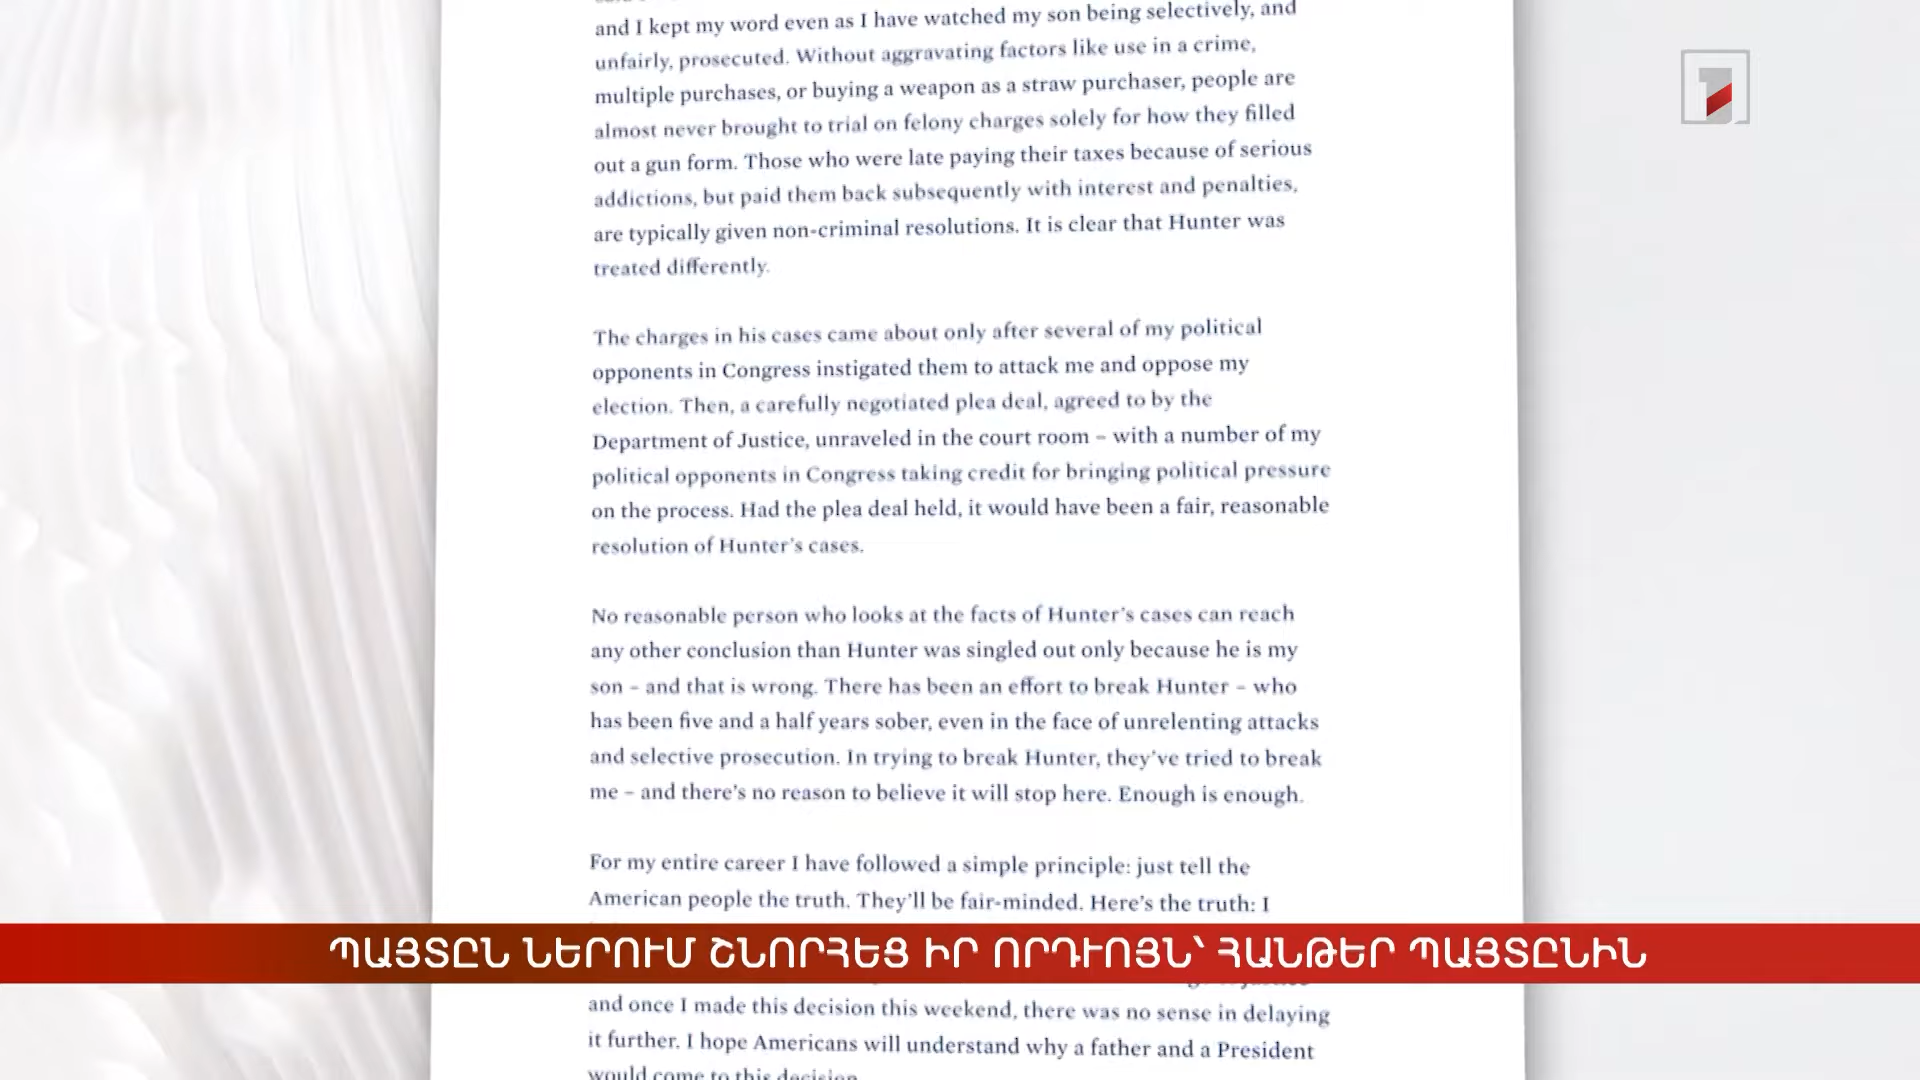 and I kept my word even as I have watched my son being selectively, and
unfairly, prosecuted. Without aggravating factors like use in a crime,
multiple purchases, or buying a weapon as a straw purchaser, people are
almost never brought to trial on felony charges solely for how they filled
out a gun form. Those who were late paying their taxes because of serious
addictions, but paid them back subsequently with interest and penalties,
are typically given non-criminal resolutions. It is clear that Hunter was
treated differently.
The charges in his cases came about only after several of my political
opponents in Congress instigated them to attack me and oppose my
election. Then, a carefully negotiated plea deal, agreed to by the
Department of Justice, unraveled in the court room – with a number of my
political opponents in Congress taking credit for bringing political pressure
on the process. Had the plea deal held, it would have been a fair, reasonable
resolution of Hunter's cases.
No reasonable person who looks at the facts of Hunter's cases can reach
any other conclusion than Hunter was singled out only because he is my
son – and that is wrong. There has been an effort to break Hunter – who
has been five and a half years sober, even in the face of unrelenting attacks
and selective prosecution. In trying to break Hunter, they've tried to break
me – and there's no reason to believe it will stop here. Enough is enough.
For my entire career I have followed a simple principle: just tell the
American people the truth. They'll be fair-minded. Here's the truth: I
ՊԱՅՏԸՆ ՆԵՐՈՒՄ ՇՆՈՐՀԵՑ ԻՐ ՈՐԴՒՈՅՆ՝ ՀԱՆԹԵՐ ՊԱՅՏԸՆԻՆ
and once I made this decision this weekend, there was no sense in delaying
it further. I hope Americans will understand why a father and a President
would come to this decision.